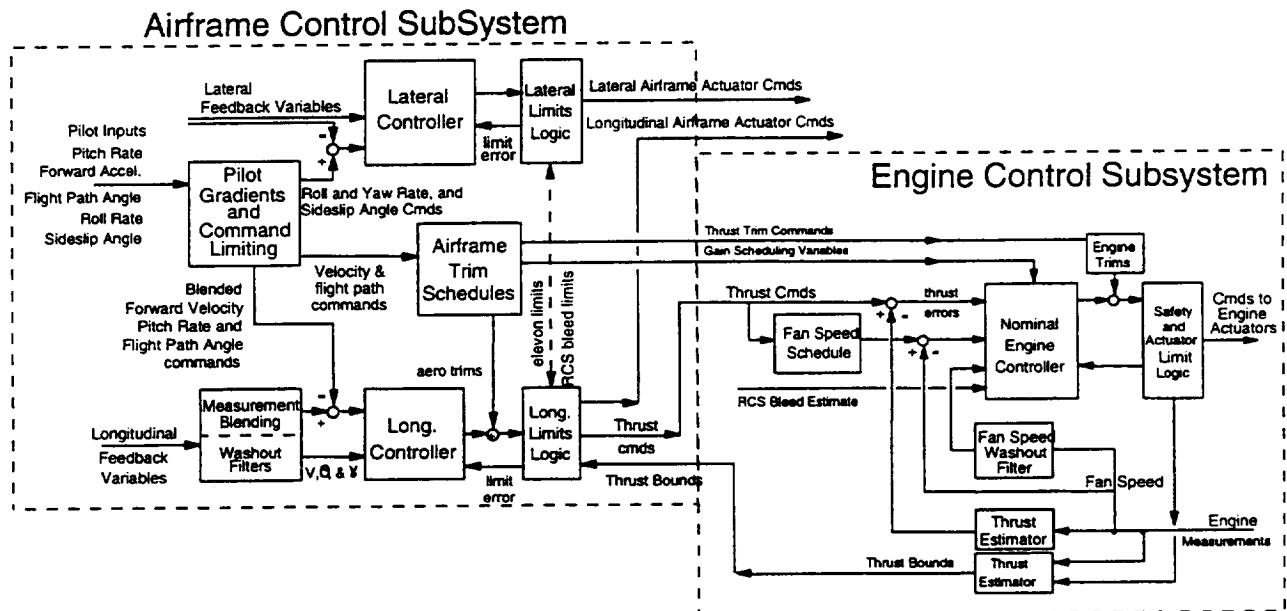 Airframe Control SubSystem
Lateral
Feedback Variables
Lateral
Controller
Lateral
Limits
Logic
limit
error
Lateral Airframe Actuator Cmds
Longitudinal Airframe Actuator Cmds
Pilot Inputs
Pitch Rate
Forward Accel.
Flight Path Angle
Roll Rate
Sideslip Angle
Pilot
Gradients
and
Command
Limiting
Roll and Yaw Rate, and
Sideslip Angle Cmds
Velocity &
flight path
commands
Airframe
Trim
Schedules
Blended
Forward Velocity
Pitch Rate and
Flight Path Angle
commands
aero trims
elevon limits
RCS bleed limits
Longitudinal
Feedback
Variables
Measurement
Blending
Washout
Filters
V, Q, & γ
Long.
Controller
limit
error
Long.
Limits
Logic
Thrust
cmds
Thrust Bounds
Engine Control Subsystem
Thrust Trim Commands
Gain Scheduling Variables
Engine
Trims
Thrust Cmds
thrust
errors
Fan Speed
Schedule
Nominal
Engine
Controller
Safety
and
Actuator
Limit
Logic
Cmds to
Engine
Actuators
RCS Bleed Estimate
Fan Speed
Washout
Filter
Fan Speed
Thrust
Estimator
Engine
Measurements
Thrust Bounds
Thrust
Estimator